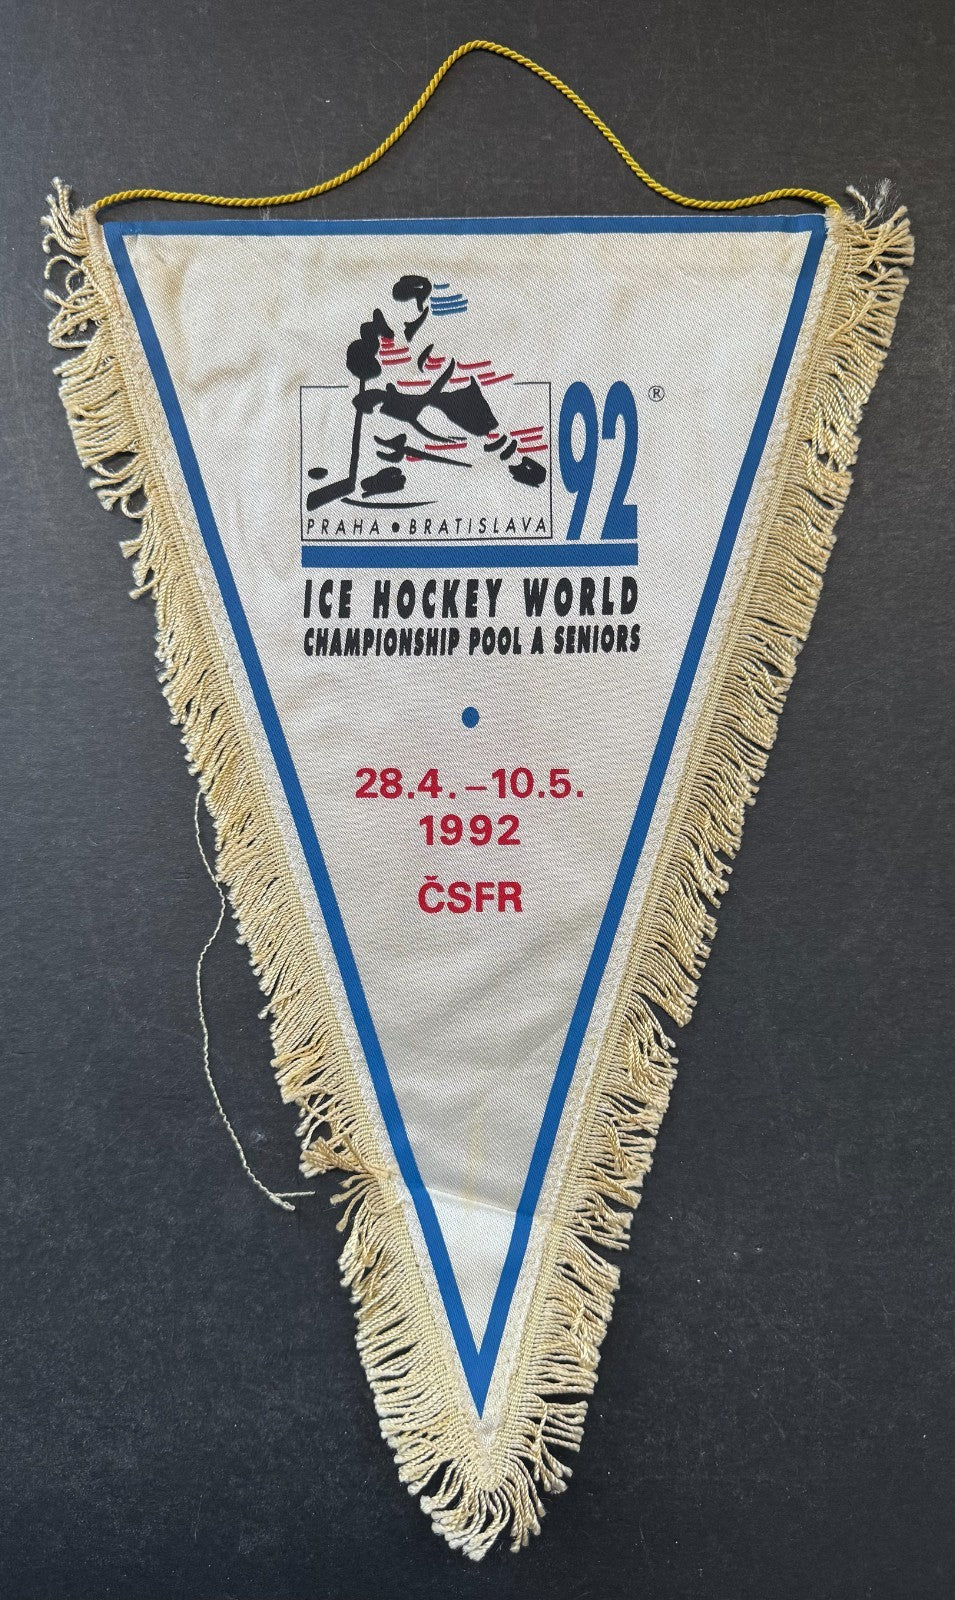 92 ®
PRAHA • BRATISLAVA
ICE HOCKEY WORLD
CHAMPIONSHIP POOL A SENIORS
28.4.–10.5.
1992
ČSFR